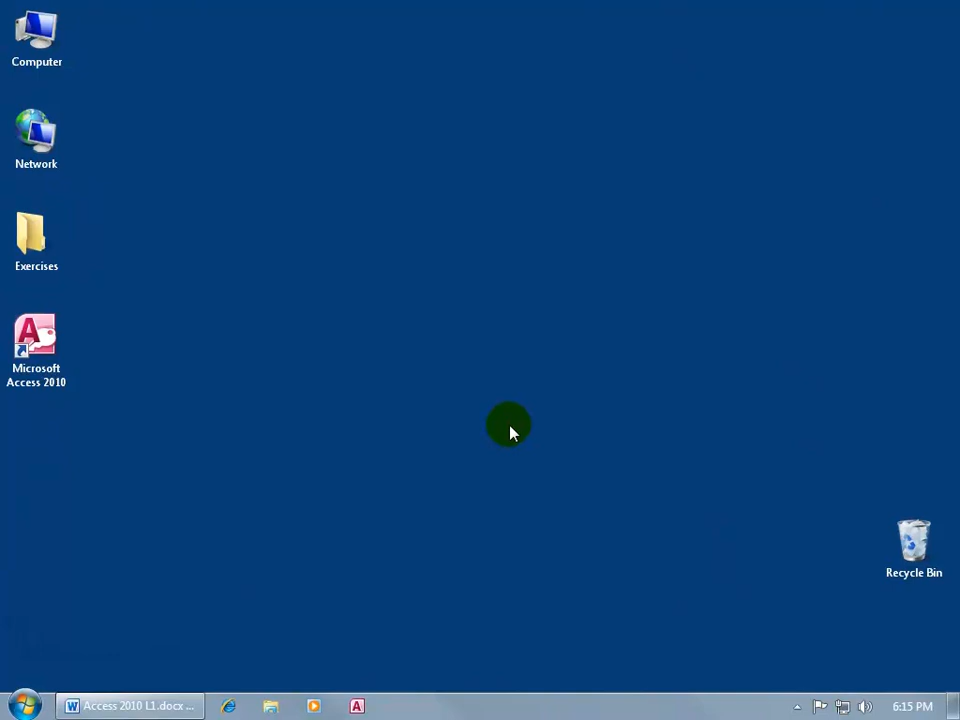 Computer
Network
Exercises
Microsoft
Access 2010
Recycle Bin
Access 2010 L1.docx ...
6:15 PM